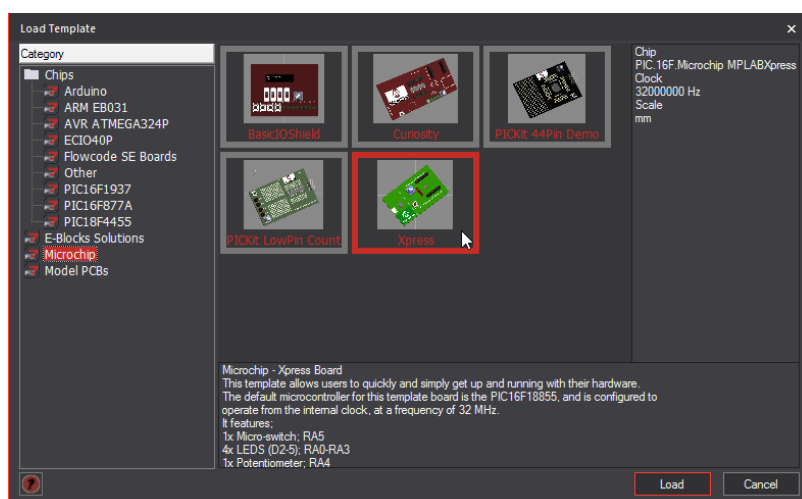 Load Template
Category
Chips
Arduino
ARM EB031
AVR ATMEGA324P
ECIO40P
Flowcode SE Boards
Other
PIC16F1937
PIC16F877A
PIC18F4455
E-Blocks Solutions
Microchip
Model PCBs
BasicIOShield
Curiosity
PICKit 44Pin Demo
PICKit LowPin Count
Xpress
Chip
PIC.16F.Microchip MPLABXpress
Clock
32000000 Hz
Scale
mm
Microchip - Xpress Board
This template allows users to quickly and simply get up and running with their hardware.
The default microcontroller for this template board is the PIC16F18855, and is configured to
operate from the internal clock, at a frequency of 32 MHz.
It features;
1x Micro-switch; RA5
4x LEDS (D2-5); RA0-RA3
1x Potentiometer; RA4
Load
Cancel